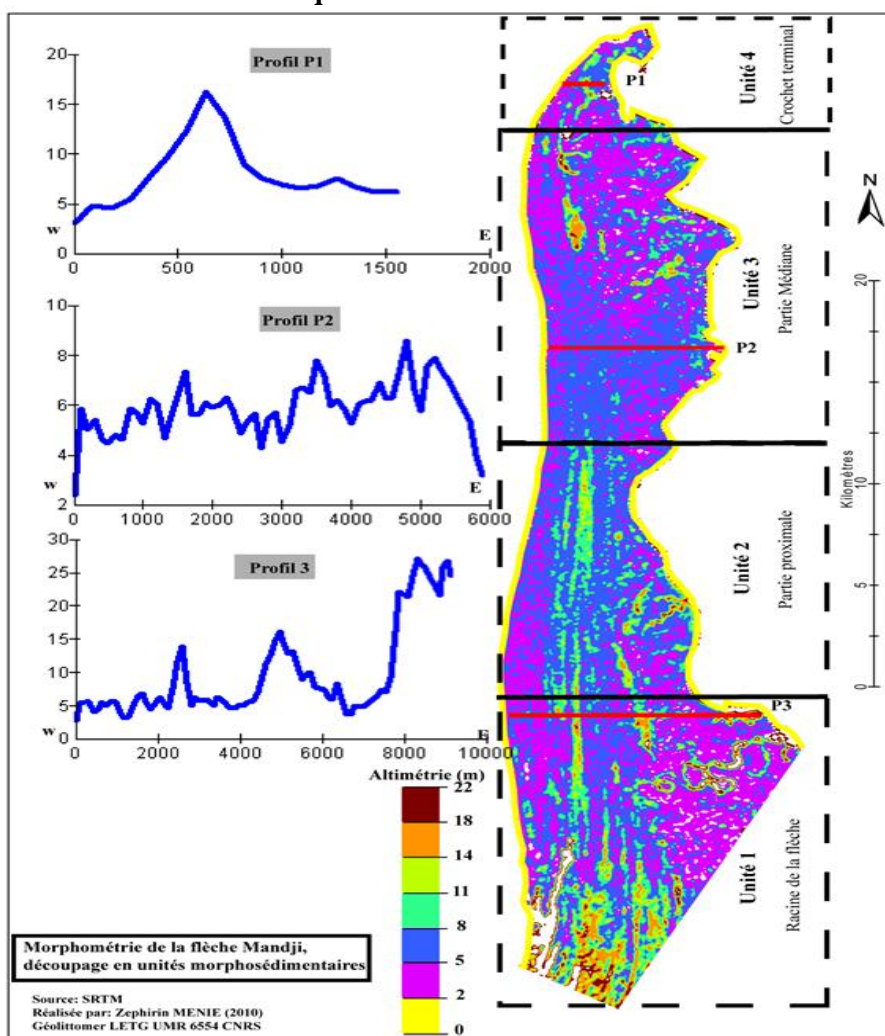 Profil P1
20
15
10
5
0
W
E
0
500
1000
1500
2000
Profil P2
10
8
6
4
2
W
E
0
1000
2000
3000
4000
5000
6000
Profil 3
30
25
20
15
10
5
0
W
E
0
2000
4000
6000
8000
10000
Altimétrie (m)
22
18
14
11
8
5
2
0
P1
Unité 4
Crochet terminal
Unité 3
Partie Médiane
P2
Unité 2
Partie proximale
P3
Unité 1
Racine de la flèche
N
20
15
10
5
0
Kilomètres
Morphométrie de la flèche Mandji,
découpage en unités morphosédimentaires
Source: SRTM
Réalisée par: Zephirin MENIE (2010)
Géolittomer LETG UMR 6554 CNRS